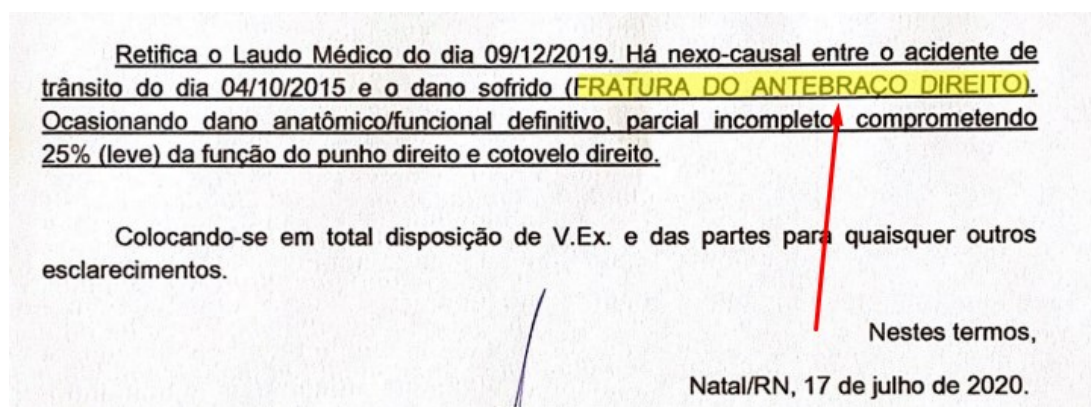 Retifica o Laudo Médico do dia 09/12/2019. Há nexo-causal entre o acidente de
trânsito do dia 04/10/2015 e o dano sofrido (FRATURA DO ANTEBRAÇO DIREITO).
Ocasionando dano anatômico/funcional definitivo, parcial incompleto, comprometendo
25% (leve) da função do punho direito e cotovelo direito.
Colocando-se em total disposição de V.Ex. e das partes para quaisquer outros
esclarecimentos.
Nestes termos,
Natal/RN, 17 de julho de 2020.